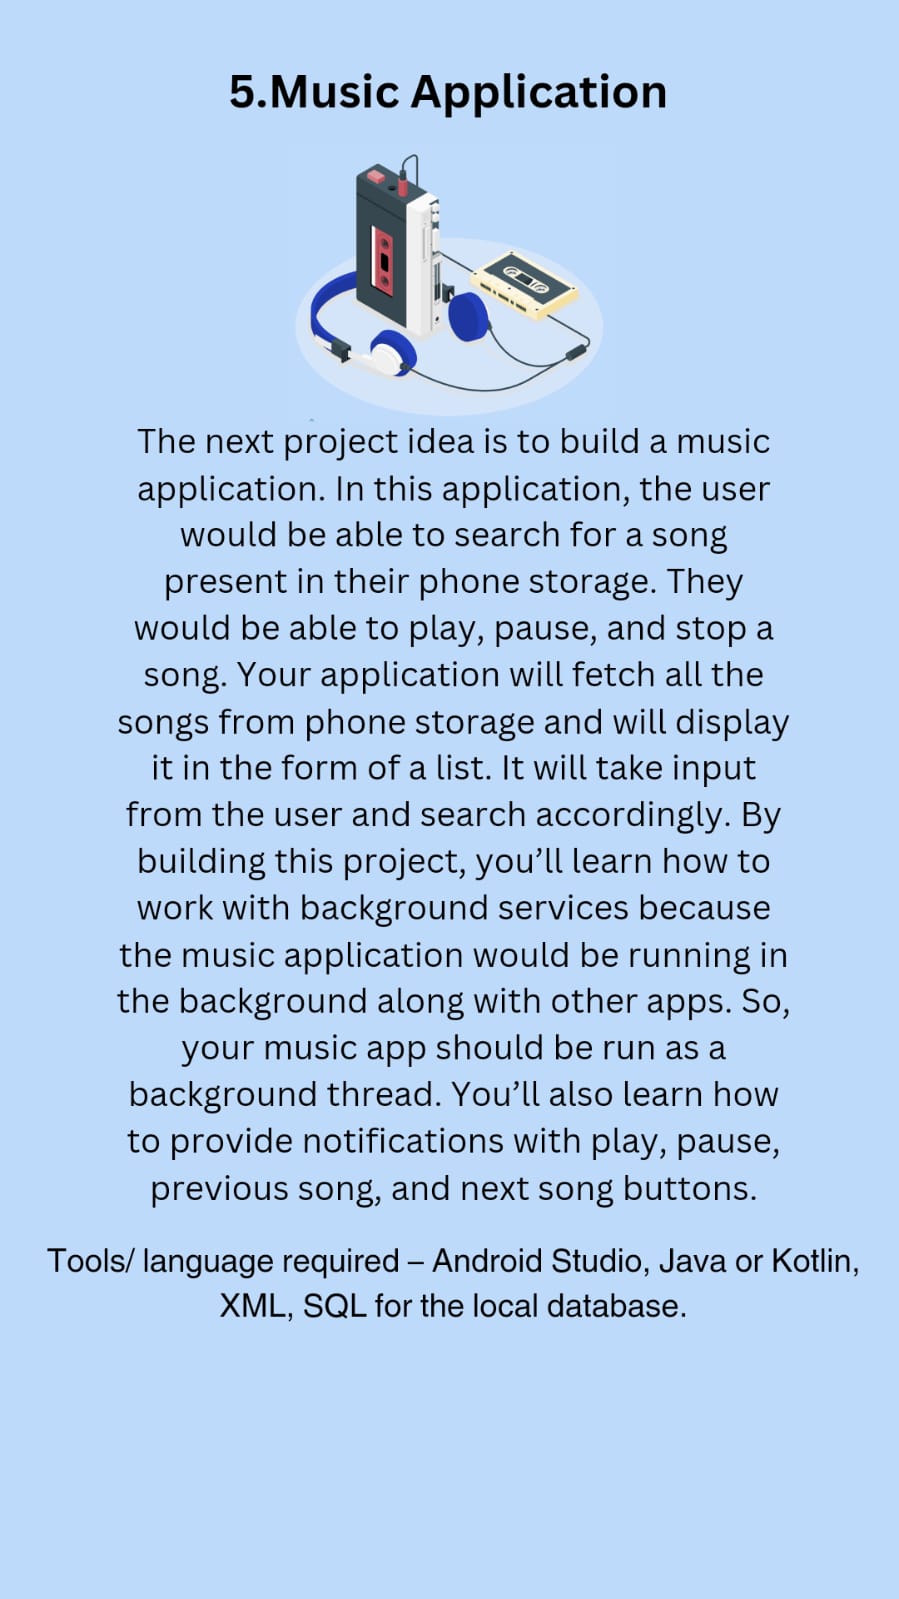 5.Music Application
The next project idea is to build a music
application. In this application, the user
would be able to search for a song
present in their phone storage. They
would be able to play, pause, and stop a
song. Your application will fetch all the
songs from phone storage and will display
it in the form of a list. It will take input
from the user and search accordingly. By
building this project, you’ll learn how to
work with background services because
the music application would be running in
the background along with other apps. So,
your music app should be run as a
background thread. You’ll also learn how
to provide notifications with play, pause,
previous song, and next song buttons.
Tools/ language required – Android Studio, Java or Kotlin,
XML, SQL for the local database.